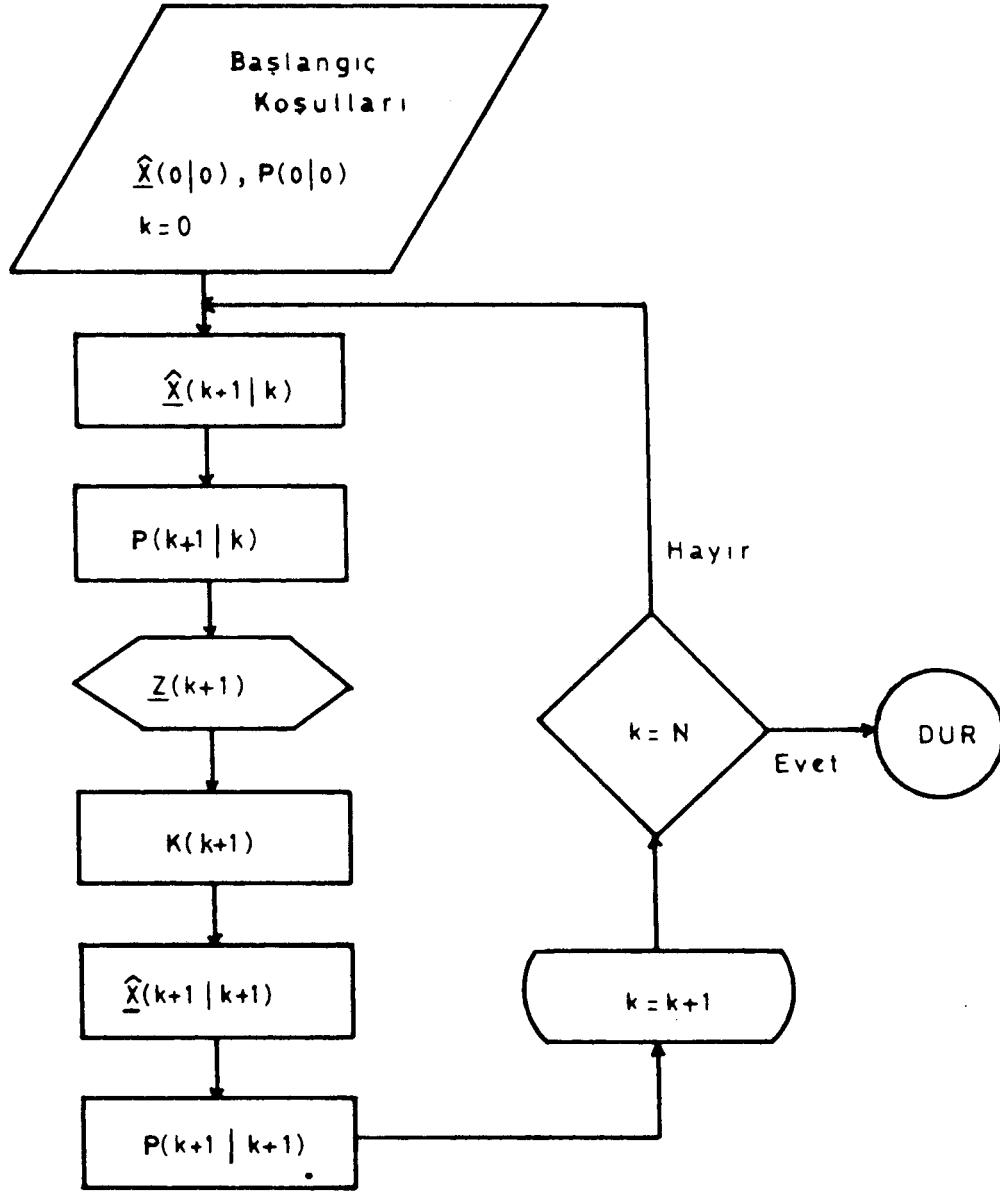 Başlangıç
Koşulları
X̲̂(0|0), P(0|0)
k=0
X̲̂(k+1|k)
P(k+1|k)
Z̲(k+1)
K(k+1)
X̲̂(k+1|k+1)
P(k+1|k+1)
k=k+1
k=N
Hayır
Evet
DUR